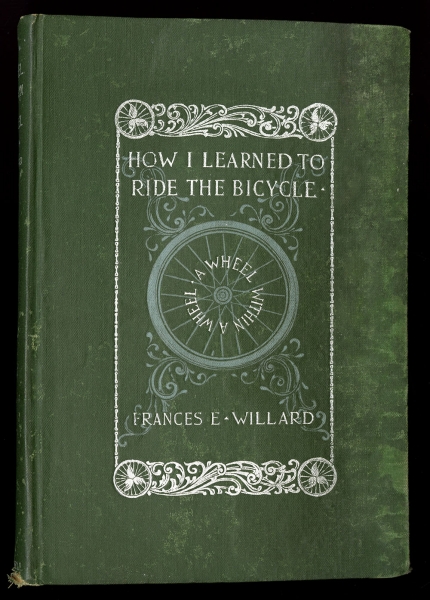 HOW I LEARNED TO
RIDE THE BICYCLE ·
· A WHEEL WITHIN A WHEEL
FRANCES E · WILLARD